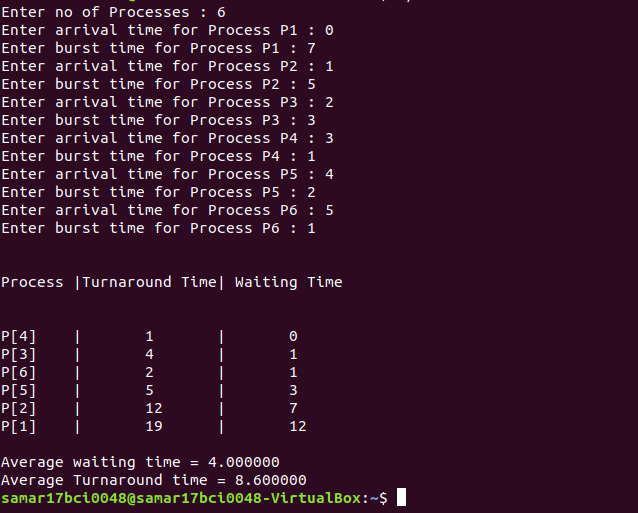 Enter no of Processes : 6
Enter arrival time for Process P1 : 0
Enter burst time for Process P1 : 7
Enter arrival time for Process P2 : 1
Enter burst time for Process P2 : 5
Enter arrival time for Process P3 : 2
Enter burst time for Process P3 : 3
Enter arrival time for Process P4 : 3
Enter burst time for Process P4 : 1
Enter arrival time for Process P5 : 4
Enter burst time for Process P5 : 2
Enter arrival time for Process P6 : 5
Enter burst time for Process P6 : 1
Process |Turnaround Time| Waiting Time
P[4]    |       1       |       0
P[3]    |       4       |       1
P[6]    |       2       |       1
P[5]    |       5       |       3
P[2]    |       12      |       7
P[1]    |       19      |       12
Average waiting time = 4.000000
Average Turnaround time = 8.600000
samar17bci0048@samar17bci0048-VirtualBox:~$